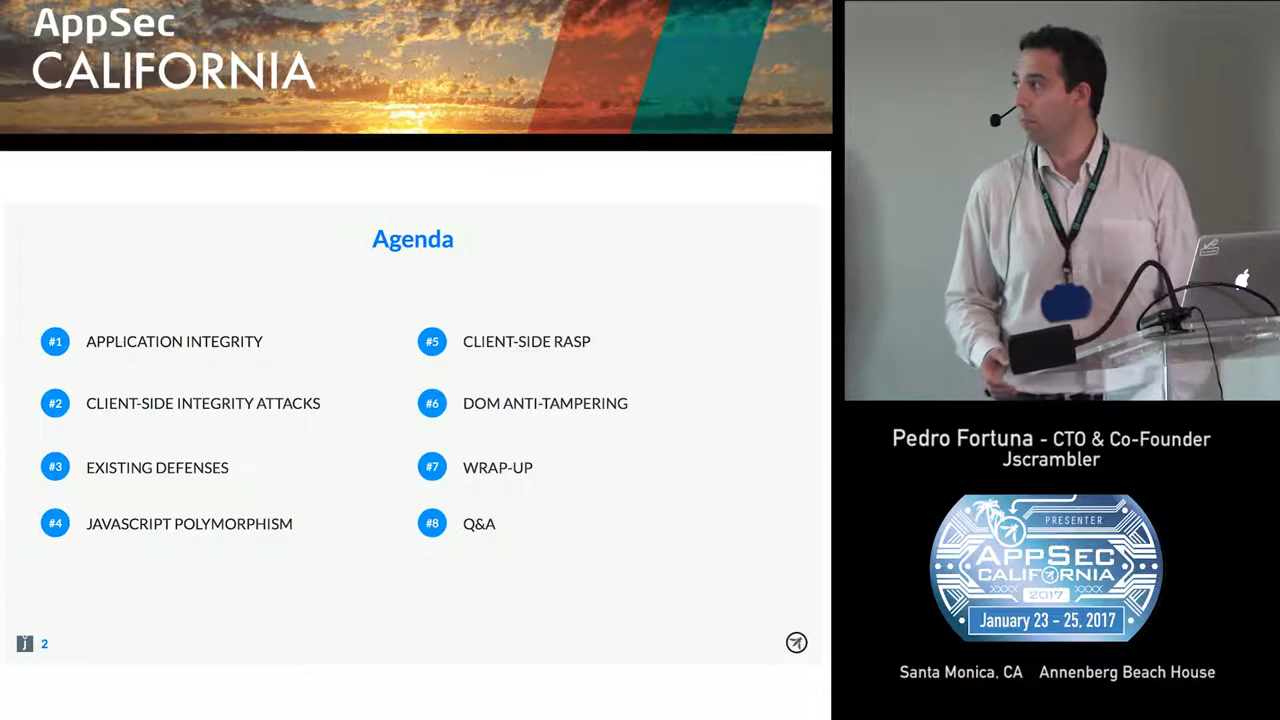 AppSec
CALIFORNIA
Agenda
#1 APPLICATION INTEGRITY
#2 CLIENT-SIDE INTEGRITY ATTACKS
#3 EXISTING DEFENSES
#4 JAVASCRIPT POLYMORPHISM
#5 CLIENT-SIDE RASP
#6 DOM ANTI-TAMPERING
#7 WRAP-UP
#8 Q&A
j 2
Pedro Fortuna - CTO & Co-Founder
Jscrambler
PRESENTER
APPSEC
CALIFORNIA
XXXX 2017 XXXX
January 23 – 25, 2017
Santa Monica, CA Annenberg Beach House